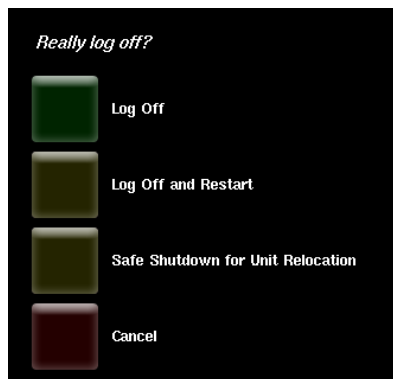 Really log off?
Log Off
Log Off and Restart
Safe Shutdown for Unit Relocation
Cancel